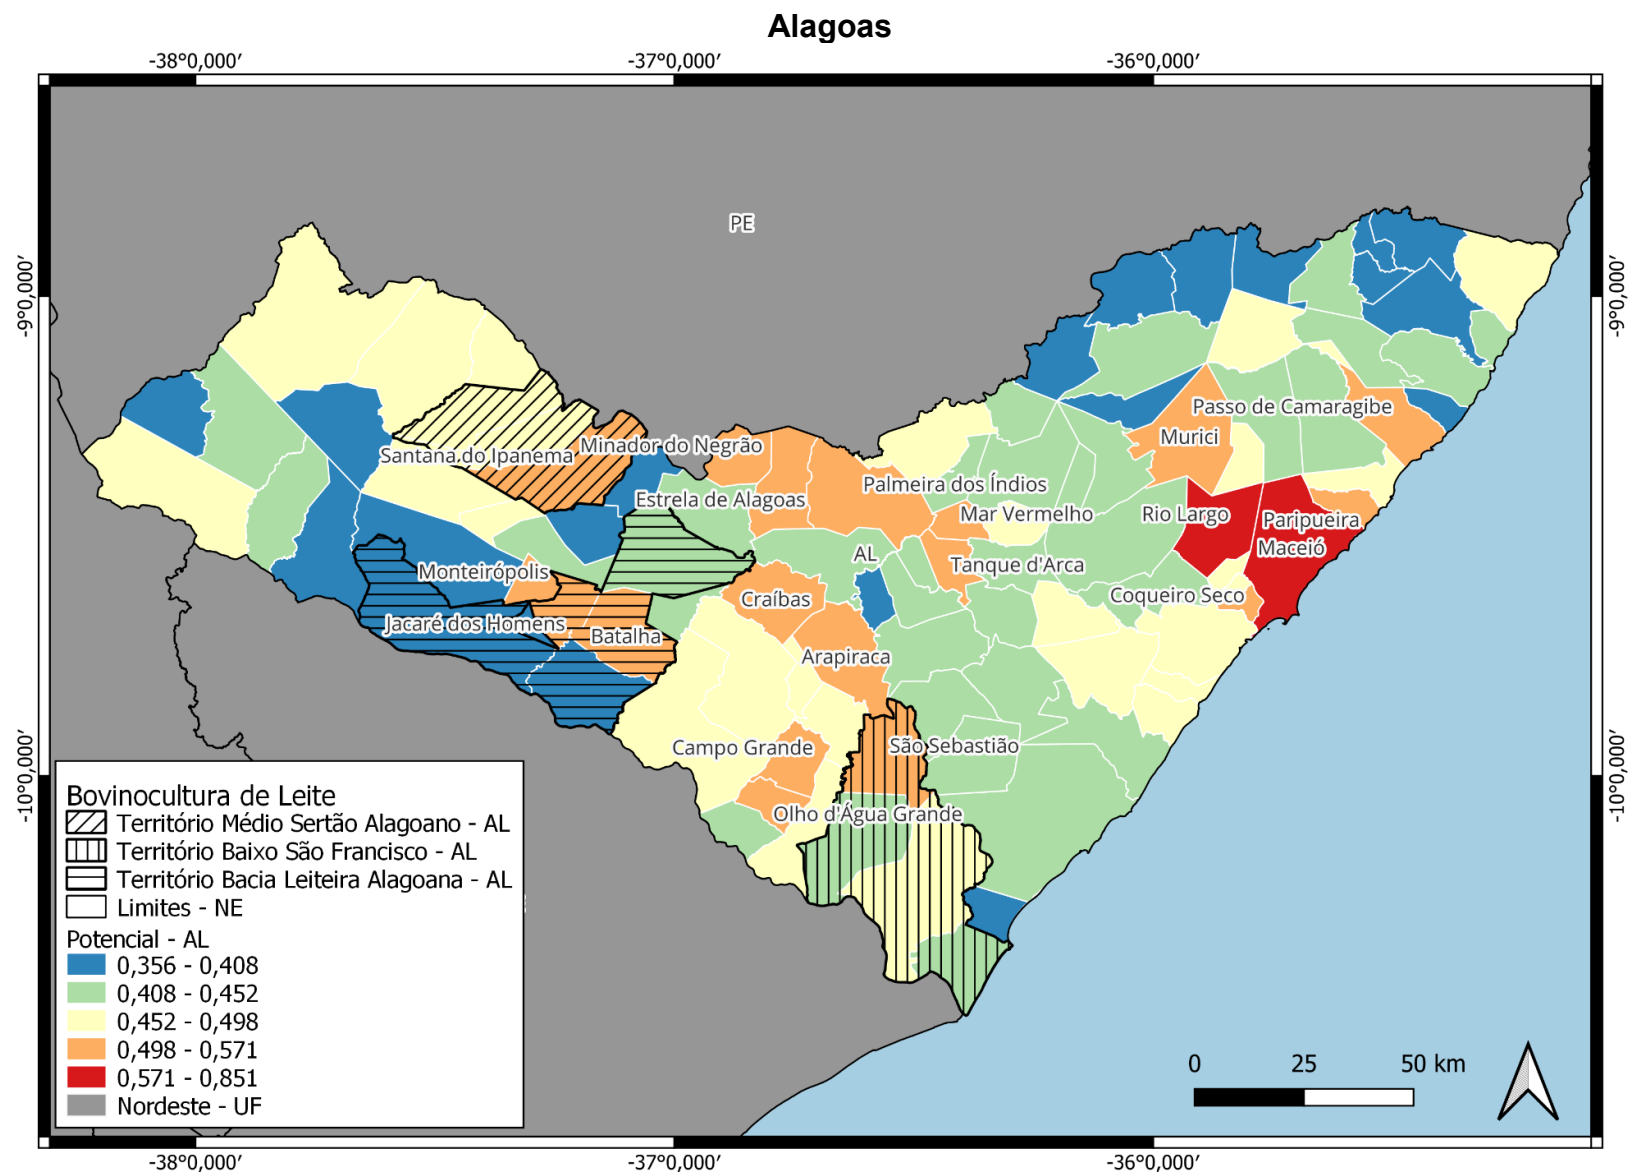 Alagoas
-38°0,000′
-37°0,000′
-36°0,000′
-9°0,000′
-9°0,000′
PE
Passo de Camaragibe
Murici
Minador do Negrão
Santana do Ipanema
Palmeira dos Índios
Estrela de Alagoas
Mar Vermelho
Rio Largo
Paripueira
Maceió
AL
Tanque d'Arca
Monteirópolis
Coqueiro Seco
Craíbas
Jacaré dos Homens
Batalha
Arapiraca
São Sebastião
Campo Grande
Olho d'Água Grande
-10°0,000′
-10°0,000′
Bovinocultura de Leite
Território Médio Sertão Alagoano - AL
Território Baixo São Francisco - AL
Território Bacia Leiteira Alagoana - AL
Limites - NE
Potencial - AL
0,356 - 0,408
0,408 - 0,452
0,452 - 0,498
0,498 - 0,571
0,571 - 0,851
Nordeste - UF
0 25 50 km
-38°0,000′
-37°0,000′
-36°0,000′